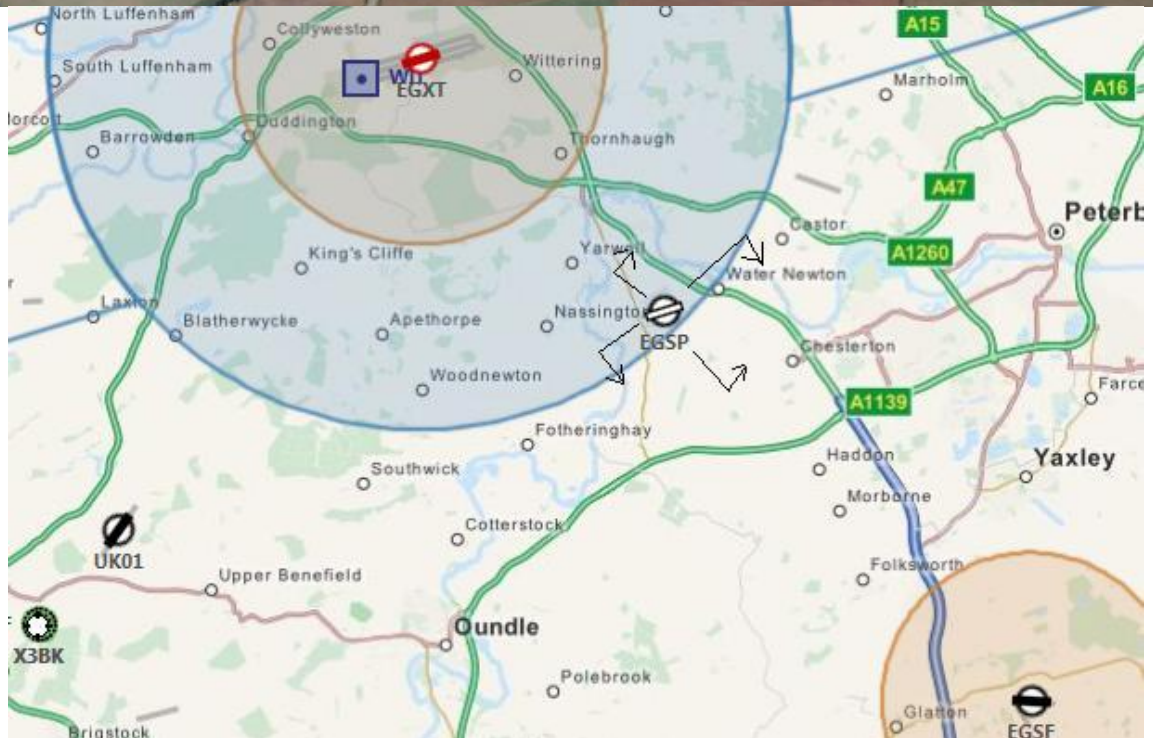 North Luffenham
Collyweston
A15
South Luffenham
Wittering
WIT
EGXT
Marholm
A16
Duddington
Barrowden
Thornhaugh
A47
Peterb
Castor
A1260
King's Cliffe
Yarwell
Water Newton
Laxton
Blatherwycke
Apethorpe
Nassington
EGSP
Chesterton
Woodnewton
A1139
Farce
Fotheringhay
Haddon
Yaxley
Southwick
Morborne
Cotterstock
UK01
Folksworth
Upper Benefield
Oundle
X3BK
Polebrook
Glatton
Brigstock
EGSF